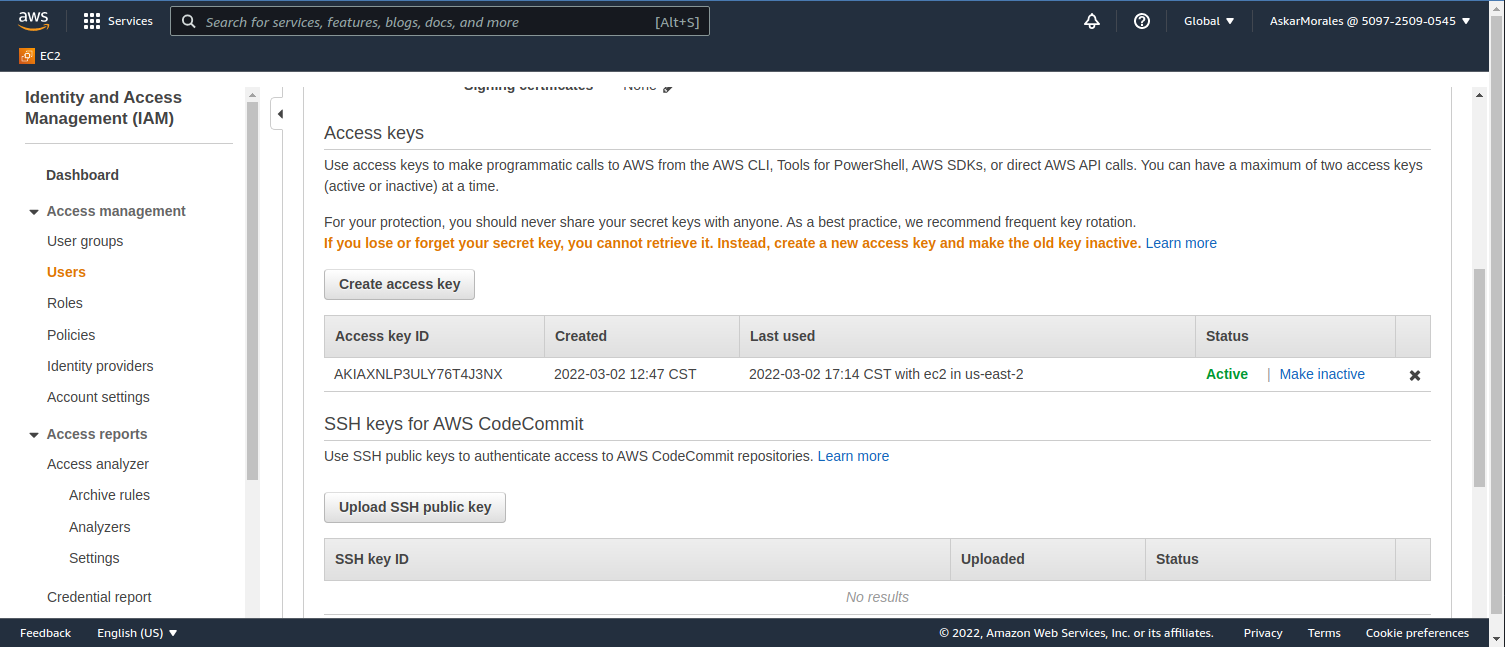 aws
Services
Search for services, features, blogs, docs, and more [Alt+S]
Global
AskarMorales @ 5097-2509-0545
EC2
Identity and Access
Management (IAM)
Dashboard
Access management
User groups
Users
Roles
Policies
Identity providers
Account settings
Access reports
Access analyzer
Archive rules
Analyzers
Settings
Credential report
Signing certificates None
Access keys
Use access keys to make programmatic calls to AWS from the AWS CLI, Tools for PowerShell, AWS SDKs, or direct AWS API calls. You can have a maximum of two access keys
(active or inactive) at a time.
For your protection, you should never share your secret keys with anyone. As a best practice, we recommend frequent key rotation.
If you lose or forget your secret key, you cannot retrieve it. Instead, create a new access key and make the old key inactive. Learn more
Create access key
Access key ID Created Last used Status
AKIAXNLP3ULY76T4J3NX 2022-03-02 12:47 CST 2022-03-02 17:14 CST with ec2 in us-east-2 Active | Make inactive
SSH keys for AWS CodeCommit
Use SSH public keys to authenticate access to AWS CodeCommit repositories. Learn more
Upload SSH public key
SSH key ID Uploaded Status
No results
Feedback English (US) © 2022, Amazon Web Services, Inc. or its affiliates. Privacy Terms Cookie preferences